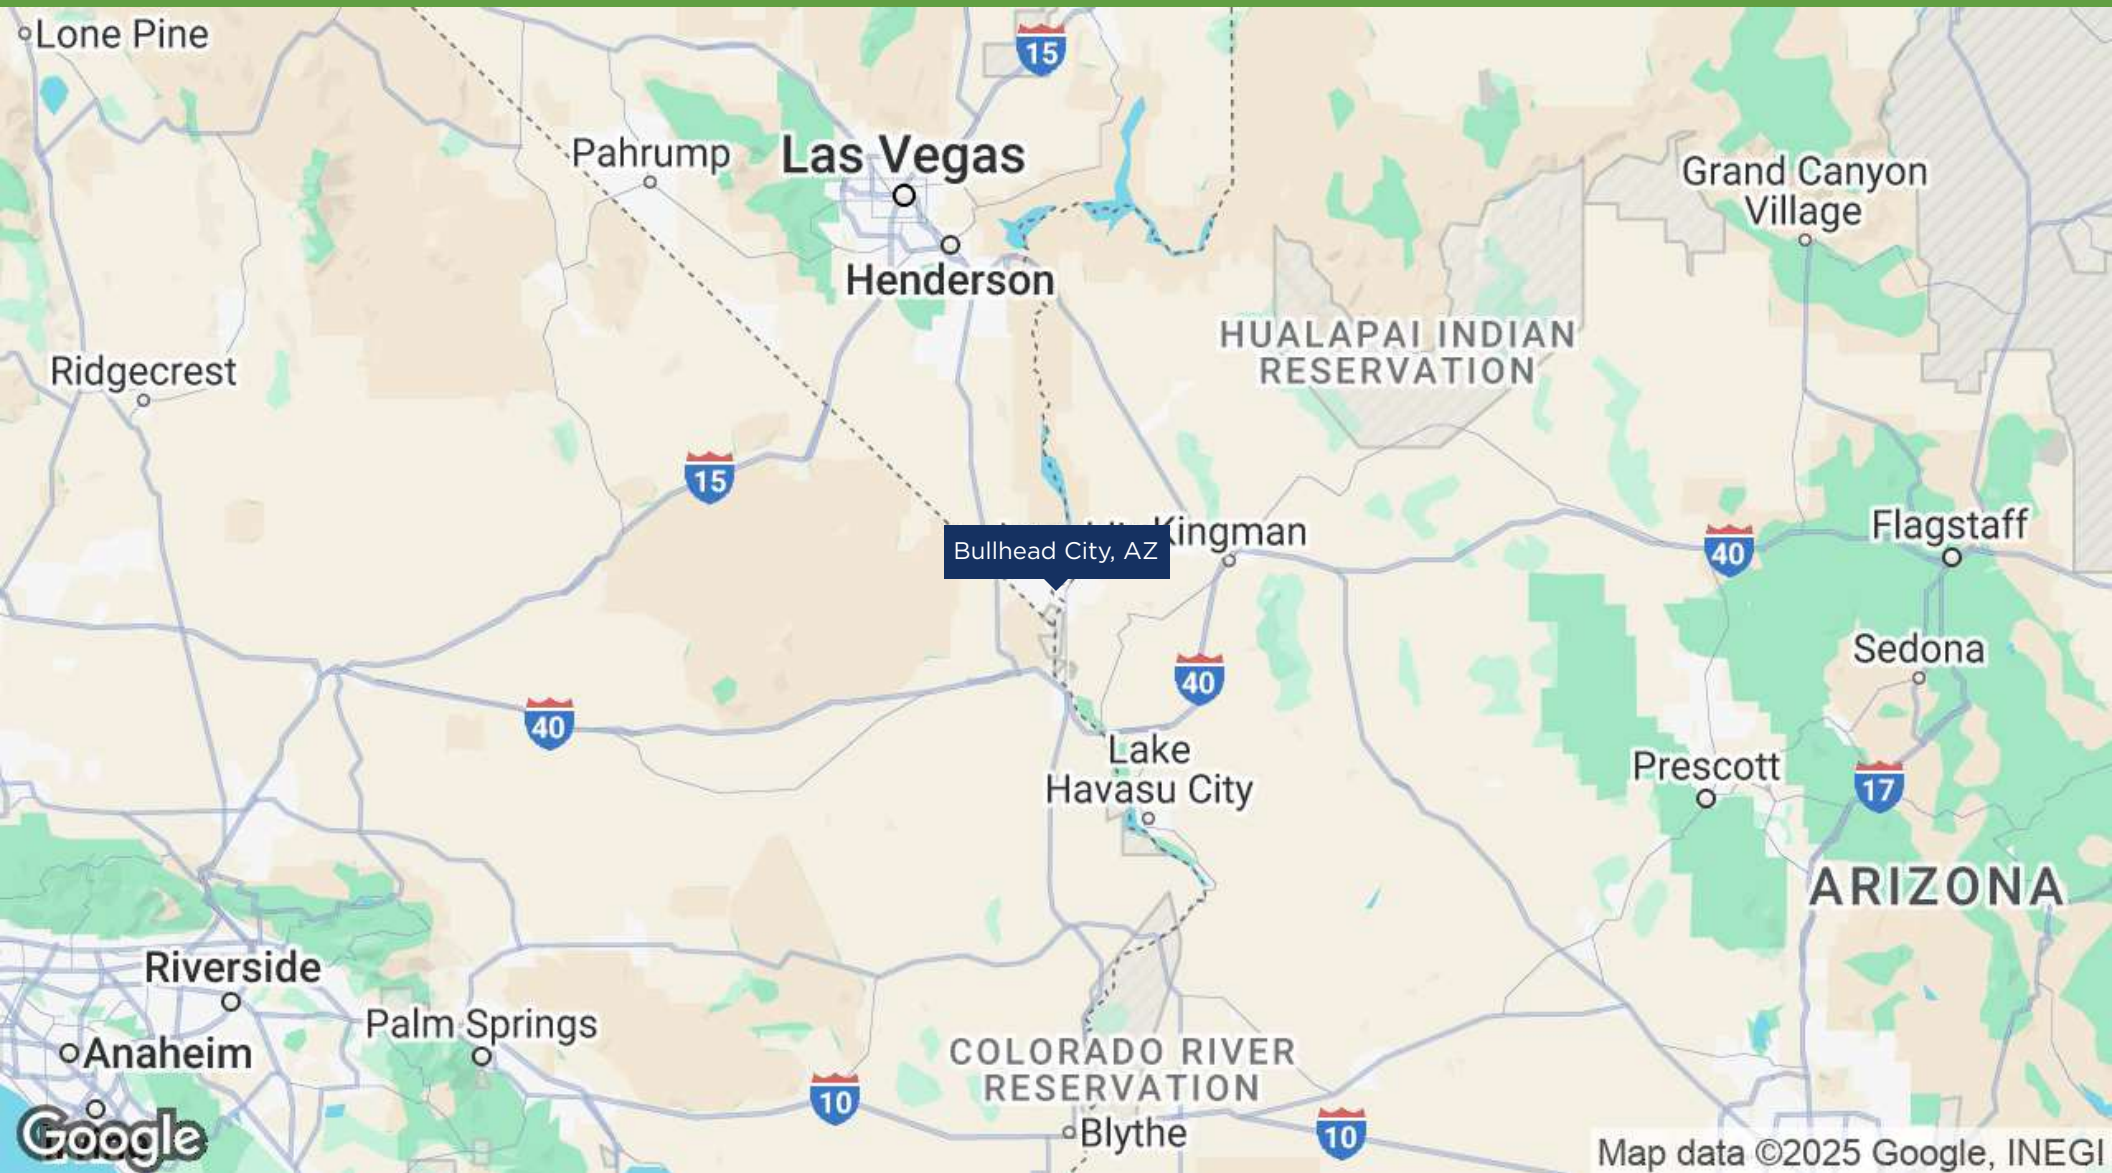 Lone Pine
15
Pahrump
Las Vegas
Grand Canyon
Village
Henderson
HUALAPAI INDIAN
RESERVATION
Ridgecrest
15
Kingman
Bullhead City, AZ
Flagstaff
40
Sedona
40
40
Lake
Havasu City
Prescott
17
ARIZONA
Riverside
Palm Springs
Anaheim
COLORADO RIVER
RESERVATION
10
10
Blythe
Google
Map data ©2025 Google, INEGI